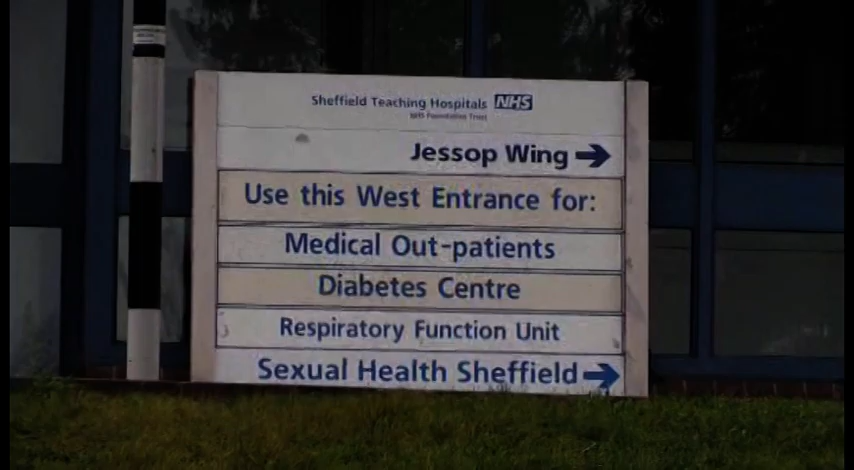 Sheffield Teaching Hospitals NHS
NHS Foundation Trust
Jessop Wing
Use this West Entrance for:
Medical Out-patients
Diabetes Centre
Respiratory Function Unit
Sexual Health Sheffield